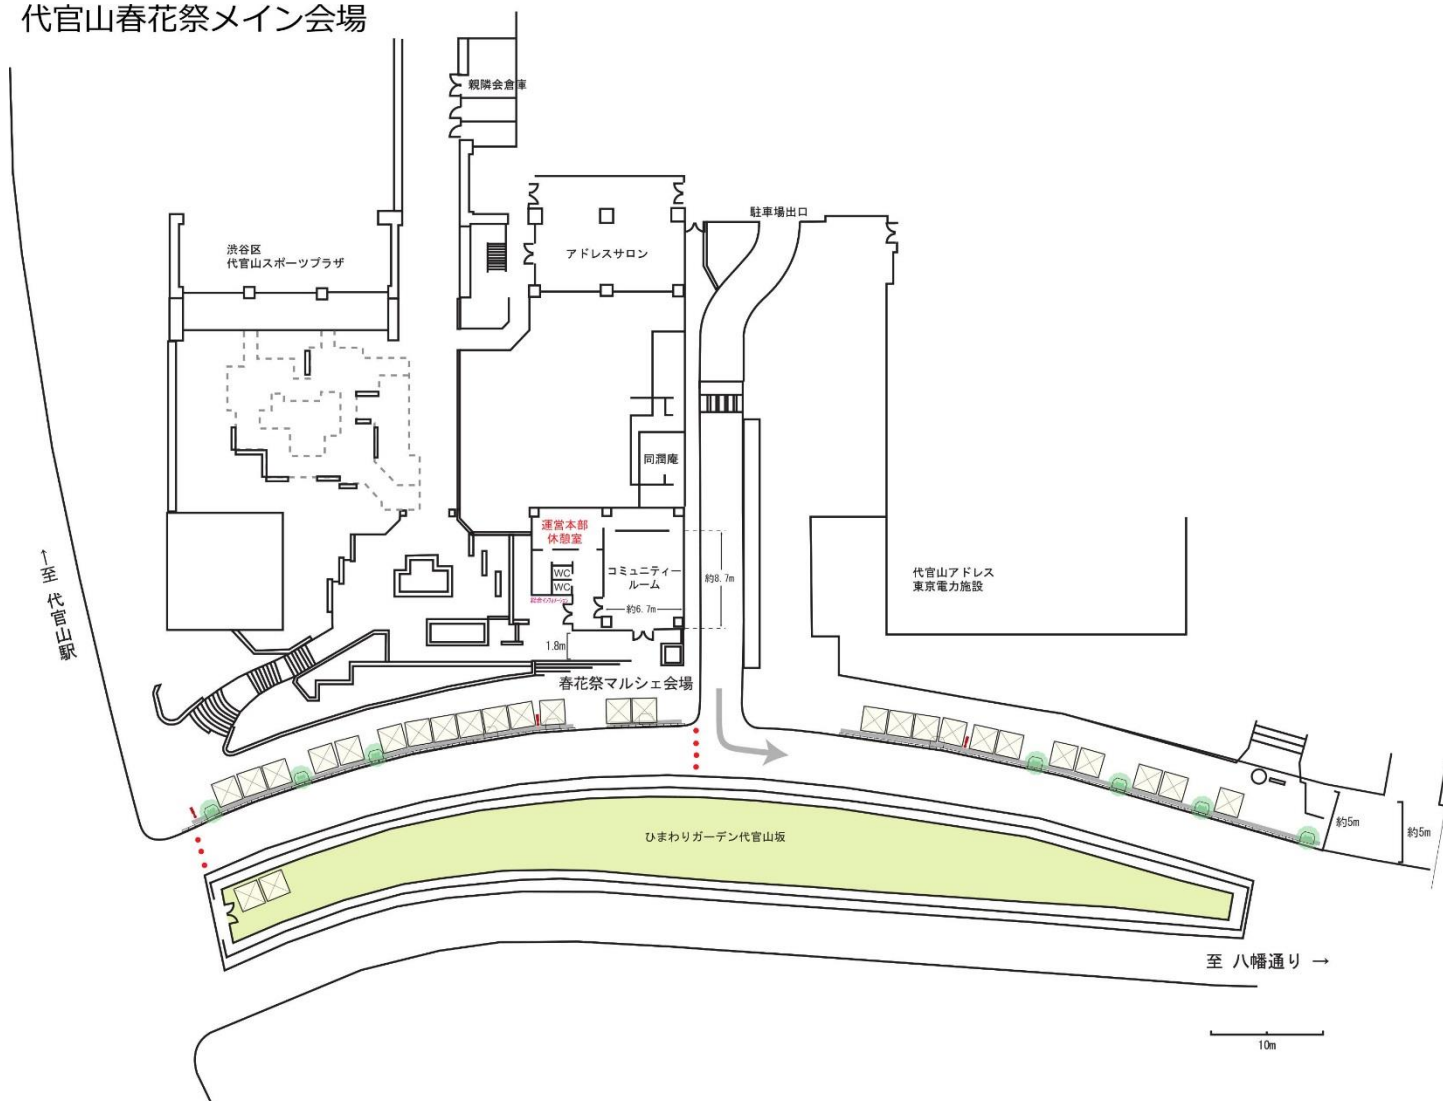 代官山春花祭メイン会場
親隣会倉庫
駐車場出口
渋谷区
代官山スポーツプラザ
アドレスサロン
同潤庵
運営本部
休憩室
WC
WC
コミュニティー
ルーム
約8.7m
約6.7m
1.8m
代官山アドレス
東京電力施設
←至 代官山駅
春花祭マルシェ会場
約5m
約5m
ひまわりガーデン代官山坂
至 八幡通り →
10m